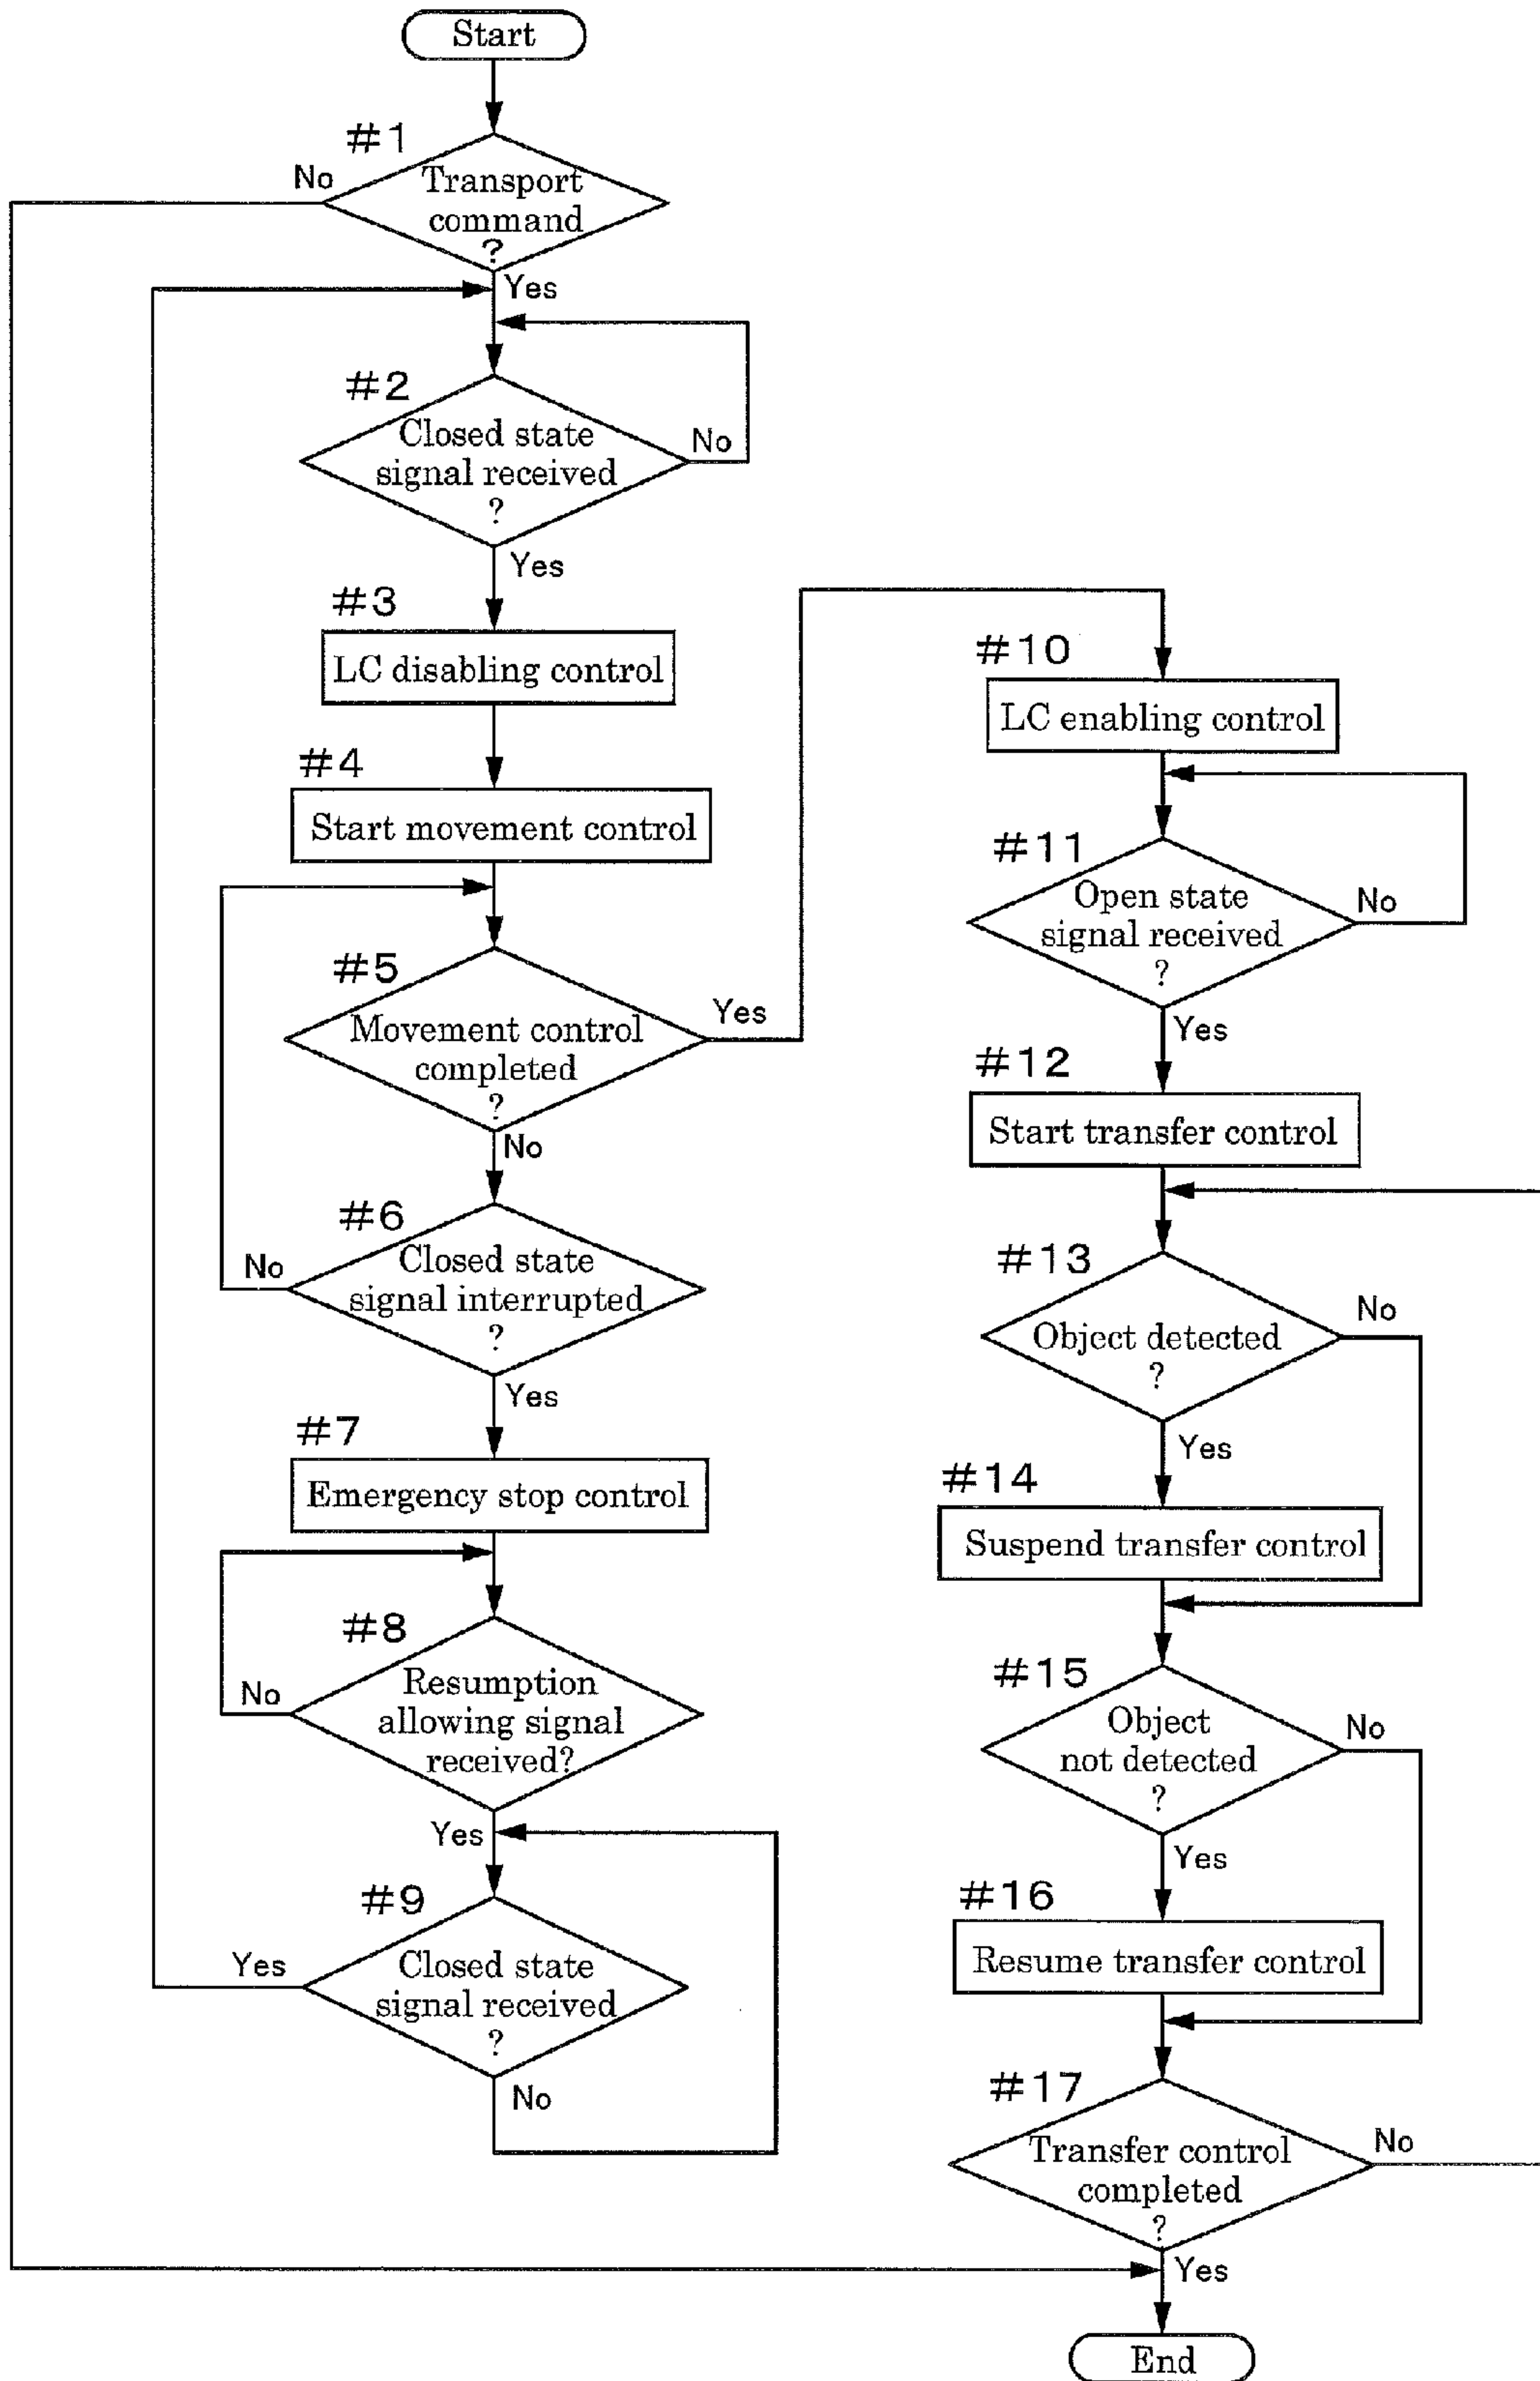 Start
#1
No
Transport
command
?
Yes
#2
Closed state
signal received
?
No
Yes
#3
LC disabling control
#4
Start movement control
#5
Movement control
completed
?
Yes
No
#6
No
Closed state
signal interrupted
?
Yes
#7
Emergency stop control
#8
No
Resumption
allowing signal
received?
Yes
#9
Yes
Closed state
signal received
?
No
#10
LC enabling control
#11
Open state
signal received
?
No
Yes
#12
Start transfer control
#13
Object detected
?
No
Yes
#14
Suspend transfer control
#15
Object
not detected
?
No
Yes
#16
Resume transfer control
#17
Transfer control
completed
?
No
Yes
End